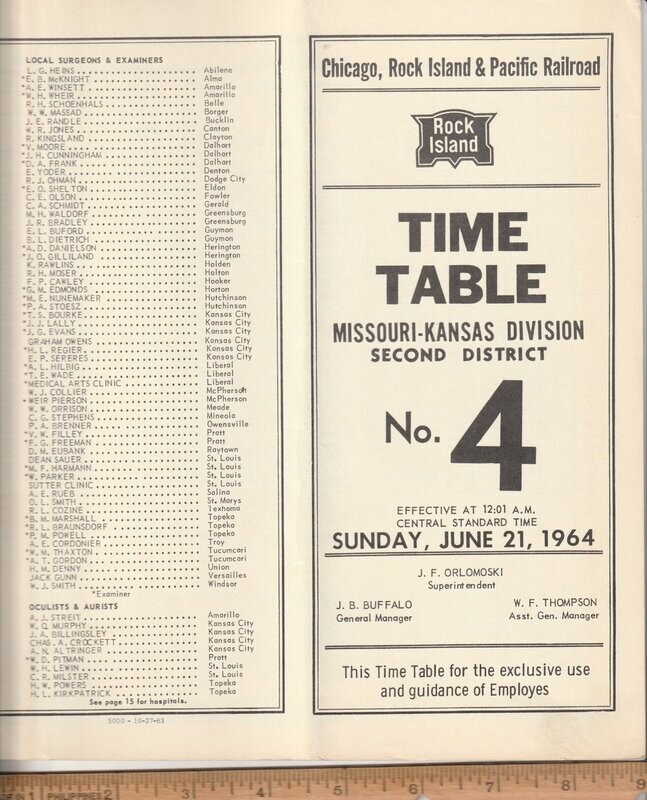 LOCAL SURGEONS & EXAMINERS
L. G. HEINS Abilene
*E. B. McKNIGHT Alma
*A. E. WINSETT Amarillo
*W. H. WHEIR Amarillo
R. H. SCHOENHALS Belle
W. W. MASSAD Borger
J. E. RANDLE Bucklin
W. R. JONES Canton
R. KINGSLAND Clayton
*V. MOORE Dalhart
*J. H. CUNNINGHAM Dalhart
*D. A. FRANK Dalhart
E. YODER Denton
R. J. OHMAN Dodge City
*E. O. SHELTON Eldon
C. E. OLSON Fowler
C. A. SCHMIDT Gerald
M. H. WALDORF Greensburg
J. R. BRADLEY Greensburg
E. L. BUFORD Guymon
B. L. DIETRICH Guymon
*A. D. DANIELSON Herington
*J. O. GILLILAND Herington
K. RAWLINS Holden
R. H. MOSER Holton
F. P. CAWLEY Hooker
*G. M. EDMONDS Horton
*M. E. NUNEMAKER Hutchinson
*P. A. STOESZ Hutchinson
*T. S. BOURKE Kansas City
*J. J. LALLY Kansas City
*J. G. EVANS Kansas City
GRAHAM OWENS Kansas City
*H. L. REGIER Kansas City
E. P. SERERES Kansas City
*A. L. HILBIG Liberal
*T. E. WADE Liberal
*MEDICAL ARTS CLINIC Liberal
W. J. COLLIER McPherson
*WEIR PIERSON McPherson
W. W. ORRISON Meade
C. G. STEPHENS Mineola
P. A. BRENNER Owensville
*V. W. FILLEY Pratt
*F. G. FREEMAN Pratt
D. M. EUBANK Raytown
DEAN SAUER St. Louis
*M. F. HARMANN St. Louis
*W. PARKER St. Louis
SUTTER CLINIC St. Louis
A. E. RUEB Salina
O. L. SMITH St. Marys
R. L. COZINE Texhoma
*B. M. MARSHALL Topeka
*R. L. BRAUNSDORF Topeka
*P. M. POWELL Topeka
A. E. CORDONIER Troy
*W. M. THAXTON Tucumcari
*A. T. GORDON Tucumcari
H. M. DENNY Union
JACK GUNN Versailles
W. J. SMITH Windsor
*Examiner
OCULISTS & AURISTS
A. J. STREIT Amarillo
W. O. MURPHY Kansas City
J. A. BILLINGSLEY Kansas City
CHAS. A. CROCKETT Kansas City
A. N. ALTRINGER Kansas City
*W. D. PITMAN Pratt
W. H. LEWIN St. Louis
C. R. MILSTER St. Louis
H. W. POWERS Topeka
H. L. KIRKPATRICK Topeka
See page 15 for hospitals.
5000 - 10-27-63
Chicago, Rock Island & Pacific Railroad
Rock
Island
TIME
TABLE
MISSOURI-KANSAS DIVISION
SECOND DISTRICT
No. 4
EFFECTIVE AT 12:01 A.M.
CENTRAL STANDARD TIME
SUNDAY, JUNE 21, 1964
J. F. ORLOMOSKI
Superintendent
J. B. BUFFALO
General Manager
W. F. THOMPSON
Asst. Gen. Manager
This Time Table for the exclusive use
and guidance of Employes
IN 1 PHILIPPINES 2 3 4 5 6 7 8 9